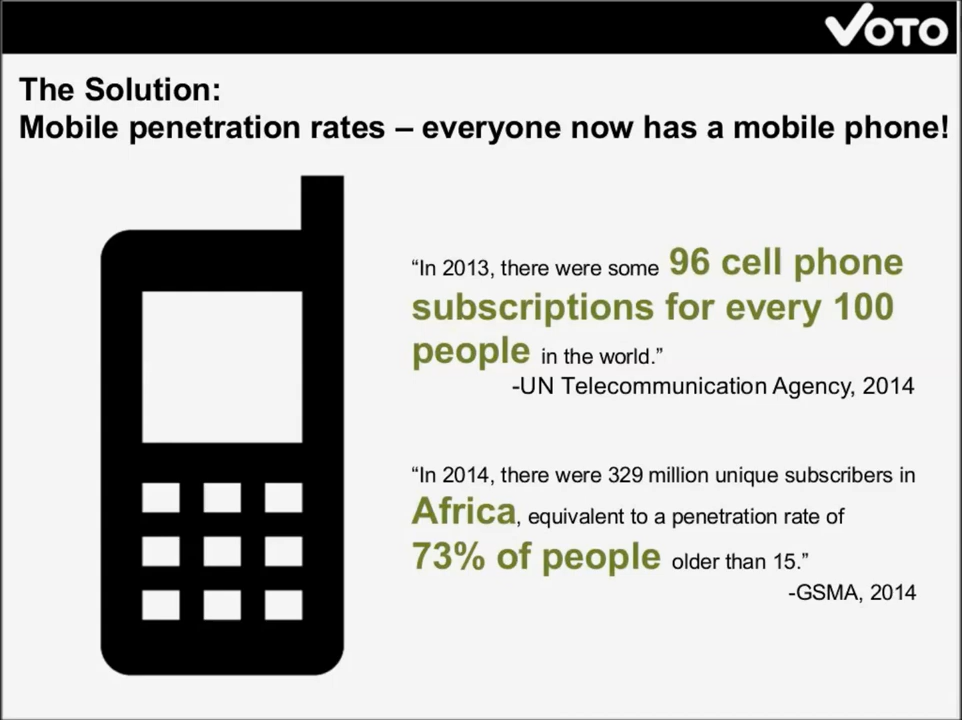 VOTO
The Solution:
Mobile penetration rates – everyone now has a mobile phone!
“In 2013, there were some 96 cell phone
subscriptions for every 100
people in the world.”
-UN Telecommunication Agency, 2014
“In 2014, there were 329 million unique subscribers in
Africa, equivalent to a penetration rate of
73% of people older than 15.”
-GSMA, 2014